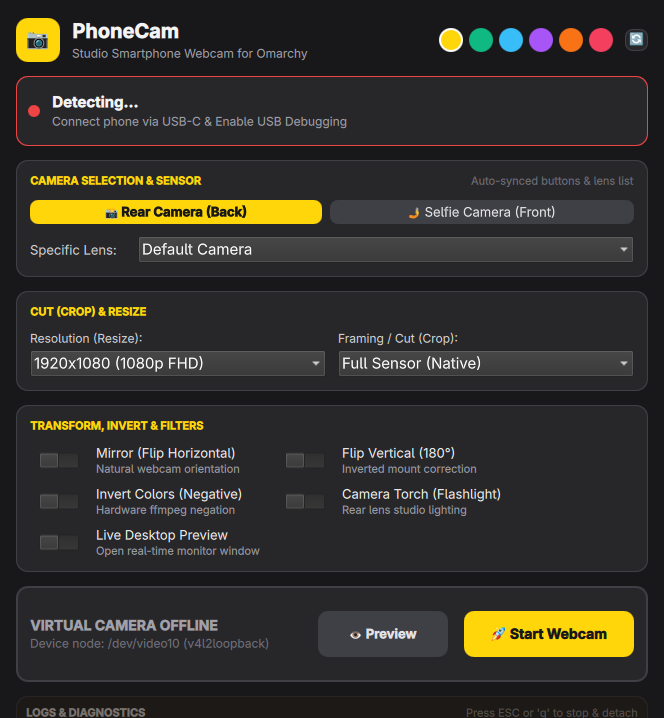 PhoneCam
Studio Smartphone Webcam for Omarchy
Detecting...
Connect phone via USB-C & Enable USB Debugging
CAMERA SELECTION & SENSOR
Auto-synced buttons & lens list
Rear Camera (Back)
Selfie Camera (Front)
Specific Lens:
Default Camera
CUT (CROP) & RESIZE
Resolution (Resize):
Framing / Cut (Crop):
1920x1080 (1080p FHD)
Full Sensor (Native)
TRANSFORM, INVERT & FILTERS
Mirror (Flip Horizontal)
Natural webcam orientation
Flip Vertical (180°)
Inverted mount correction
Invert Colors (Negative)
Hardware ffmpeg negation
Camera Torch (Flashlight)
Rear lens studio lighting
Live Desktop Preview
Open real-time monitor window
VIRTUAL CAMERA OFFLINE
Device node: /dev/video10 (v4l2loopback)
Preview
Start Webcam
LOGS & DIAGNOSTICS
Press ESC or 'q' to stop & detach